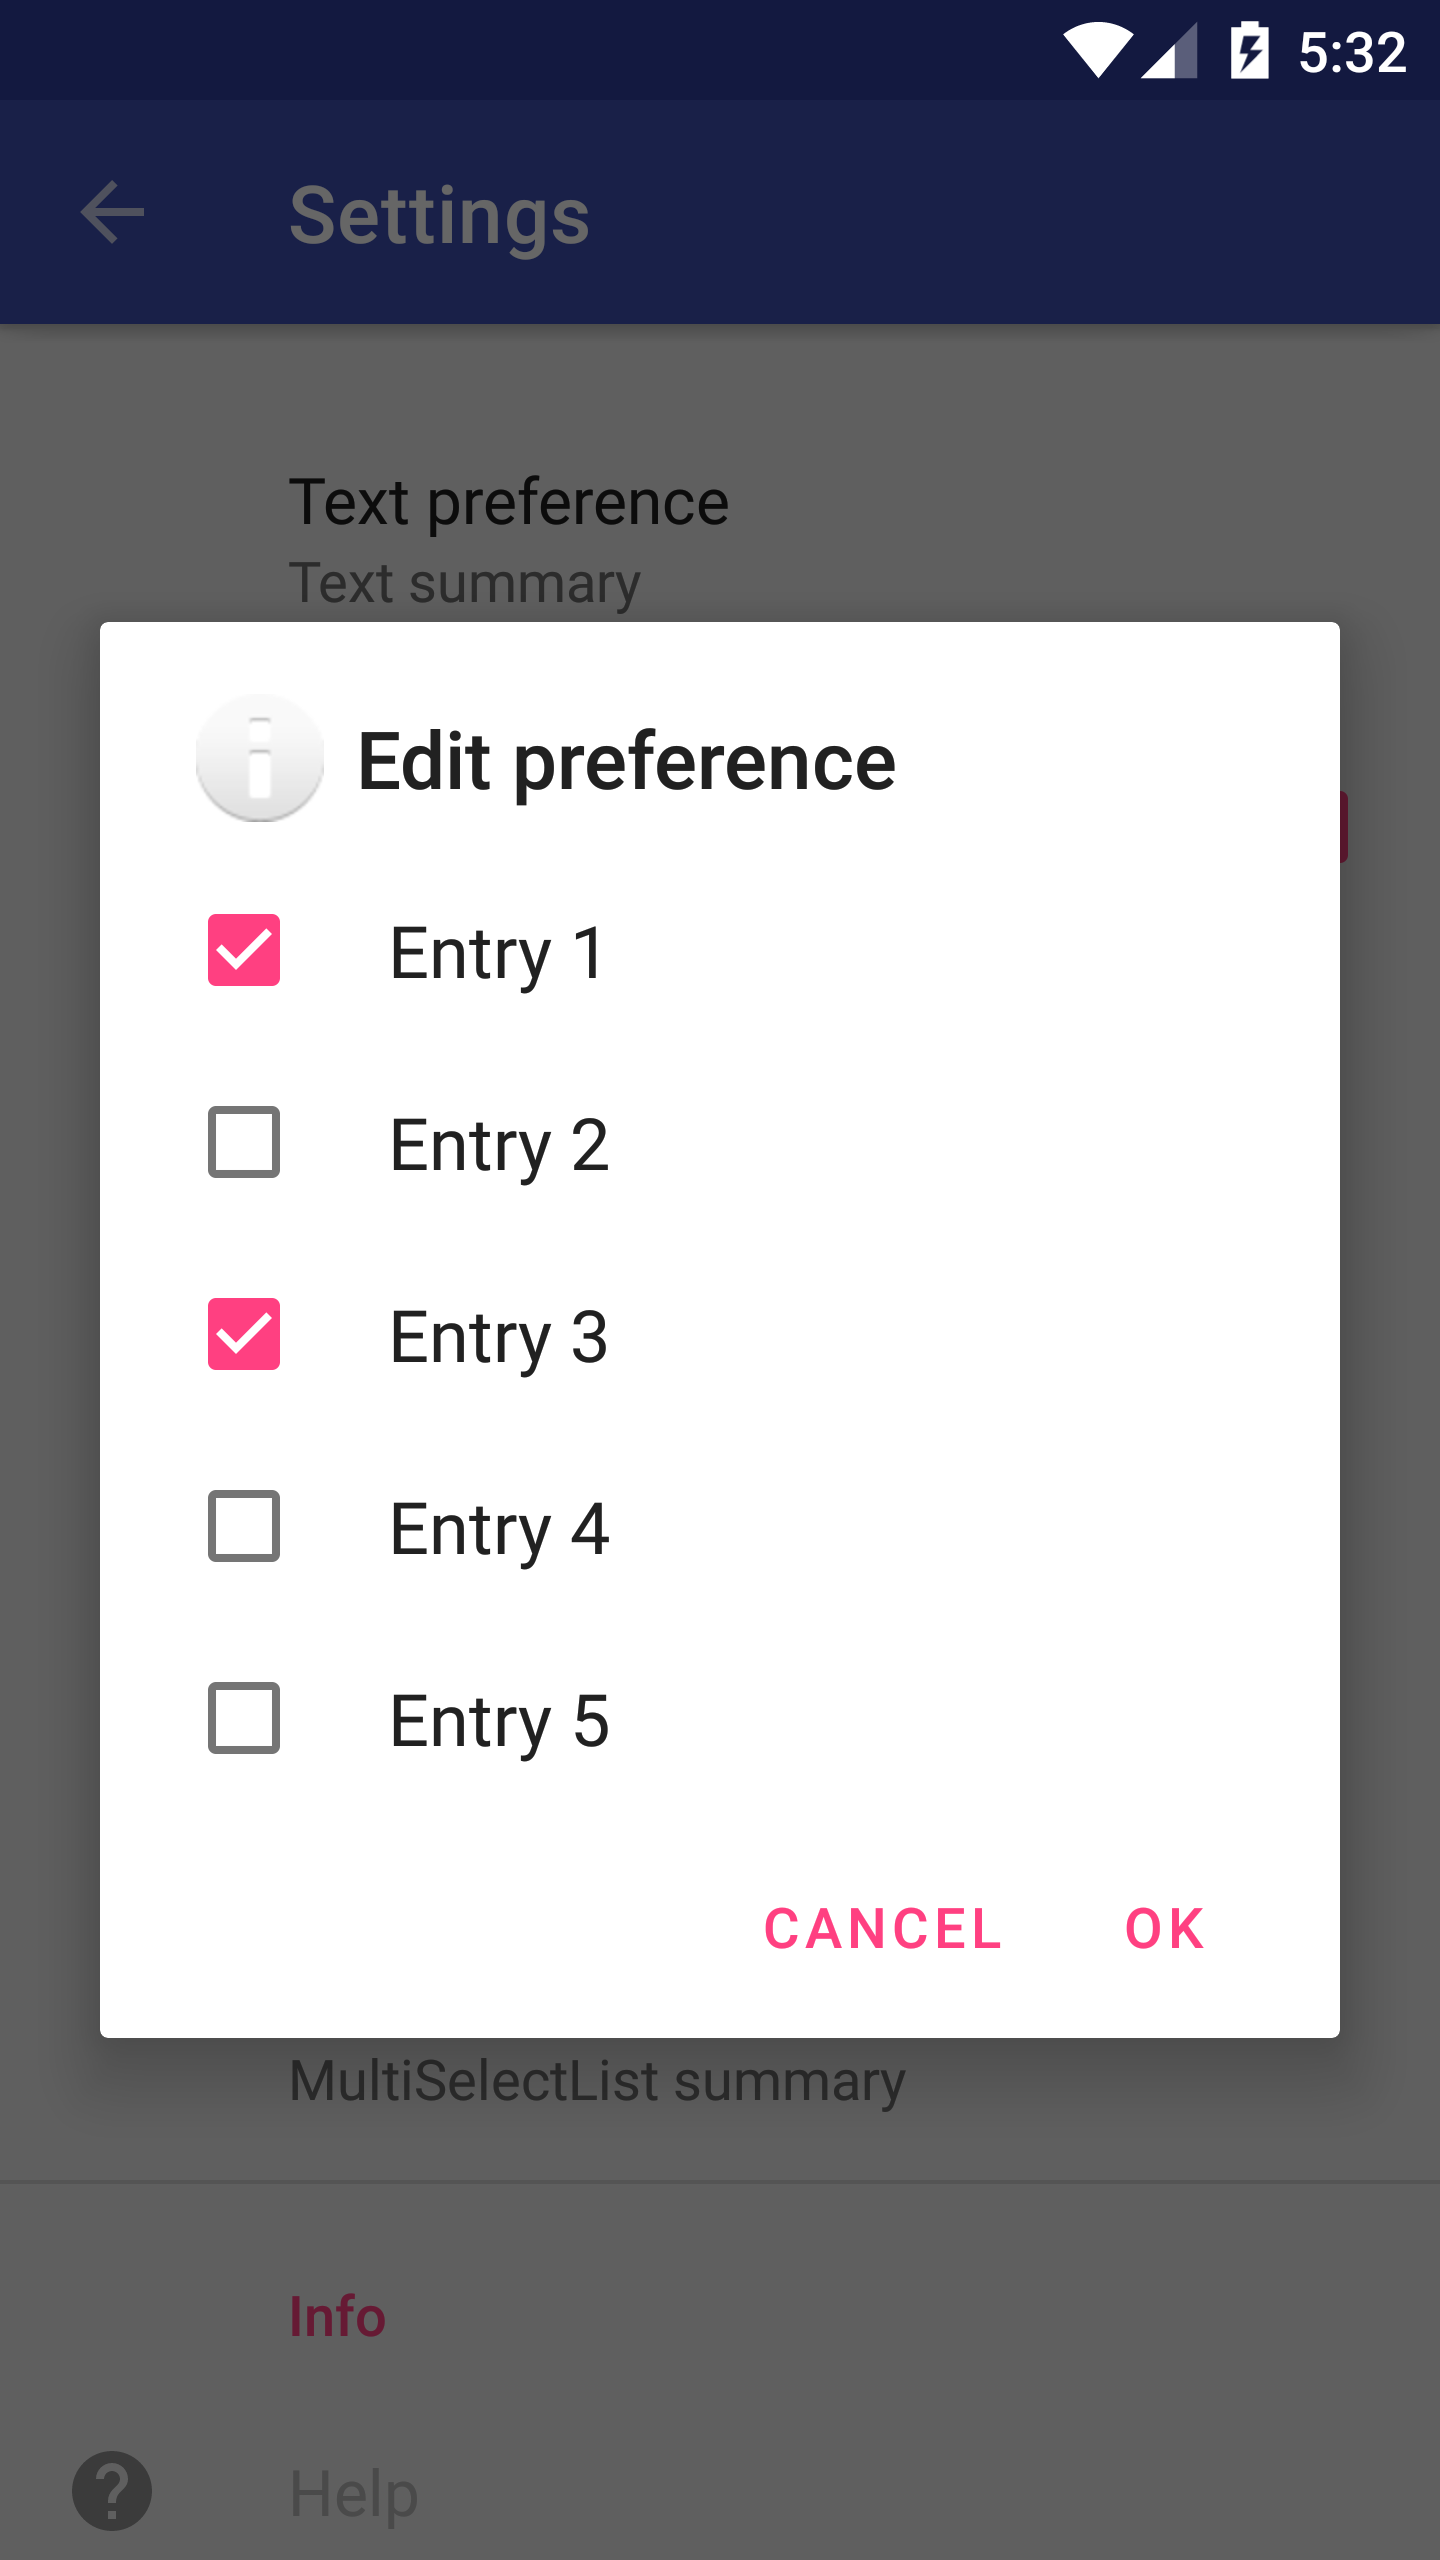 5:32
Settings
Text preference
Text summary
Edit preference
Entry 1
Entry 2
Entry 3
Entry 4
Entry 5
CANCEL OK
MultiSelectList summary
Info
Help